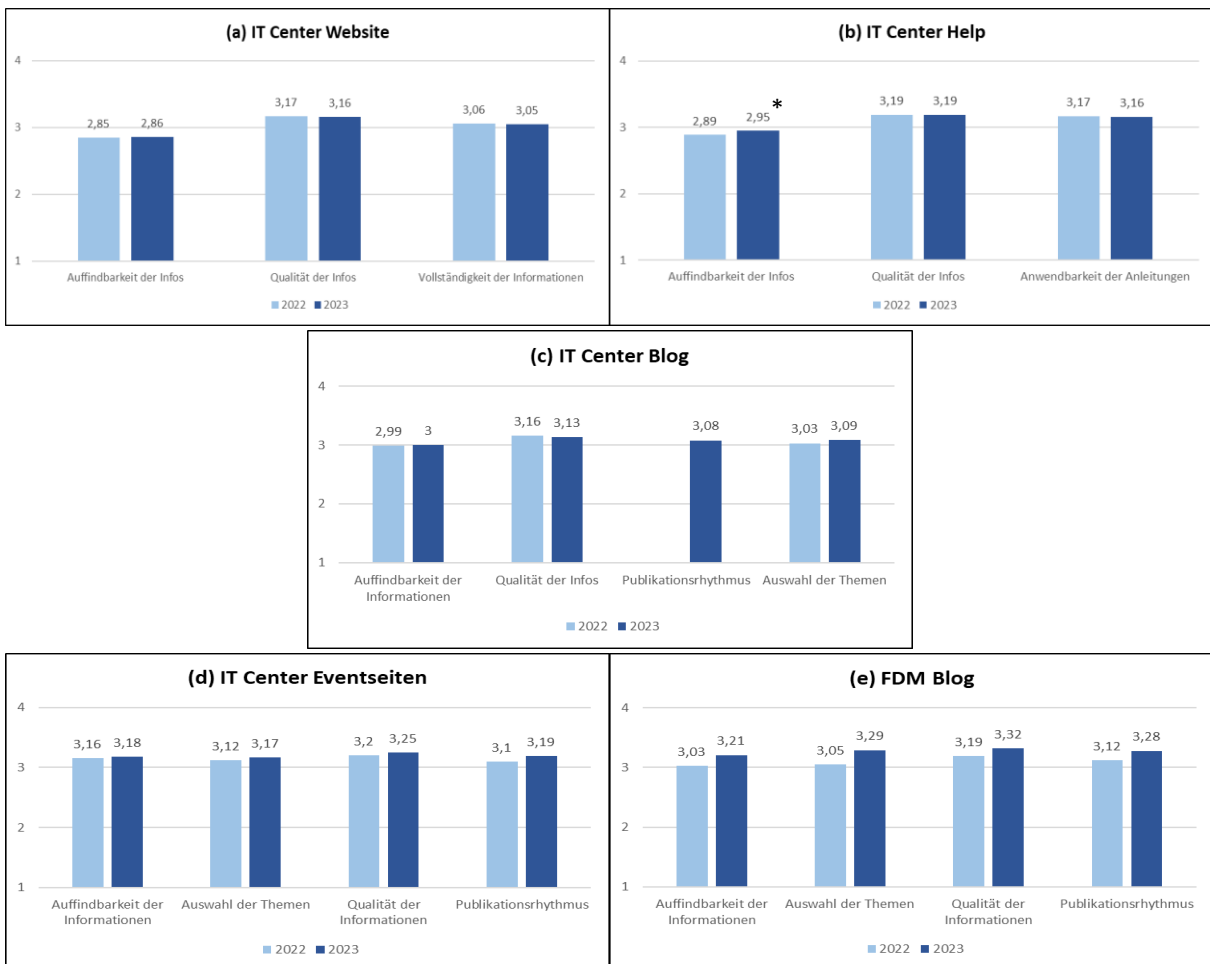 (a) IT Center Website
4
3
2
1
2,85
2,86
3,17
3,16
3,06
3,05
Auffindbarkeit der Infos
Qualität der Infos
Vollständigkeit der Informationen
2022
2023
(b) IT Center Help
4
3
2
1
2,89
2,95
*
3,19
3,19
3,17
3,16
Auffindbarkeit der Infos
Qualität der Infos
Anwendbarkeit der Anleitungen
2022
2023
(c) IT Center Blog
4
3
2
1
2,99
3
3,16
3,13
3,08
3,03
3,09
Auffindbarkeit der
Informationen
Qualität der Infos
Publikationsrhythmus
Auswahl der Themen
2022
2023
(d) IT Center Eventseiten
4
3
2
1
3,16
3,18
3,12
3,17
3,2
3,25
3,1
3,19
Auffindbarkeit der
Informationen
Auswahl der Themen
Qualität der
Informationen
Publikationsrhythmus
2022
2023
(e) FDM Blog
4
3
2
1
3,03
3,21
3,05
3,29
3,19
3,32
3,12
3,28
Auffindbarkeit der
Informationen
Auswahl der Themen
Qualität der
Informationen
Publikationsrhythmus
2022
2023